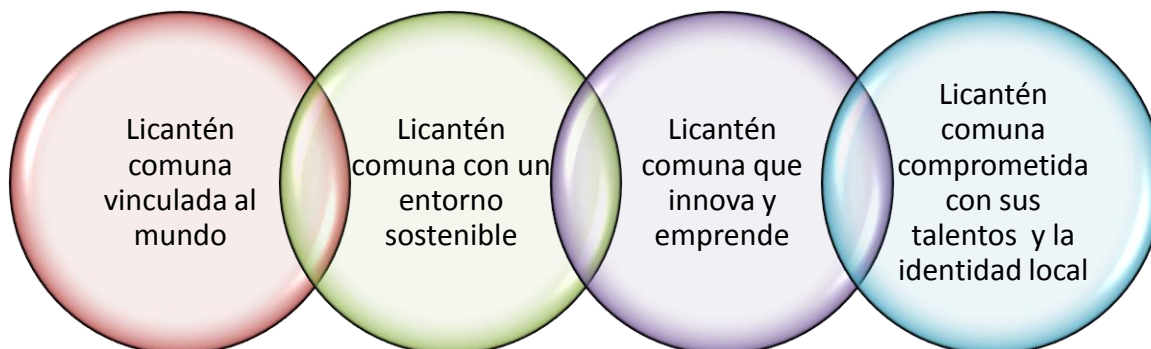 Licantén
comuna
vinculada al
mundo
Licantén
comuna con un
entorno
sostenible
Licantén
comuna que
innova y
emprende
Licantén
comuna
comprometida
con sus
talentos  y la
identidad local